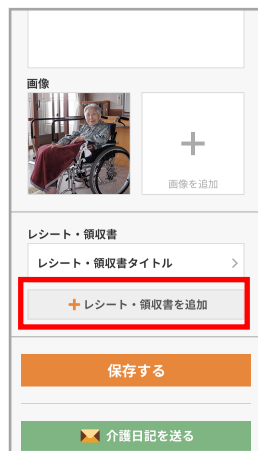 画像
画像を追加
レシート・領収書
レシート・領収書タイトル
レシート・領収書を追加
保存する
介護日記を送る